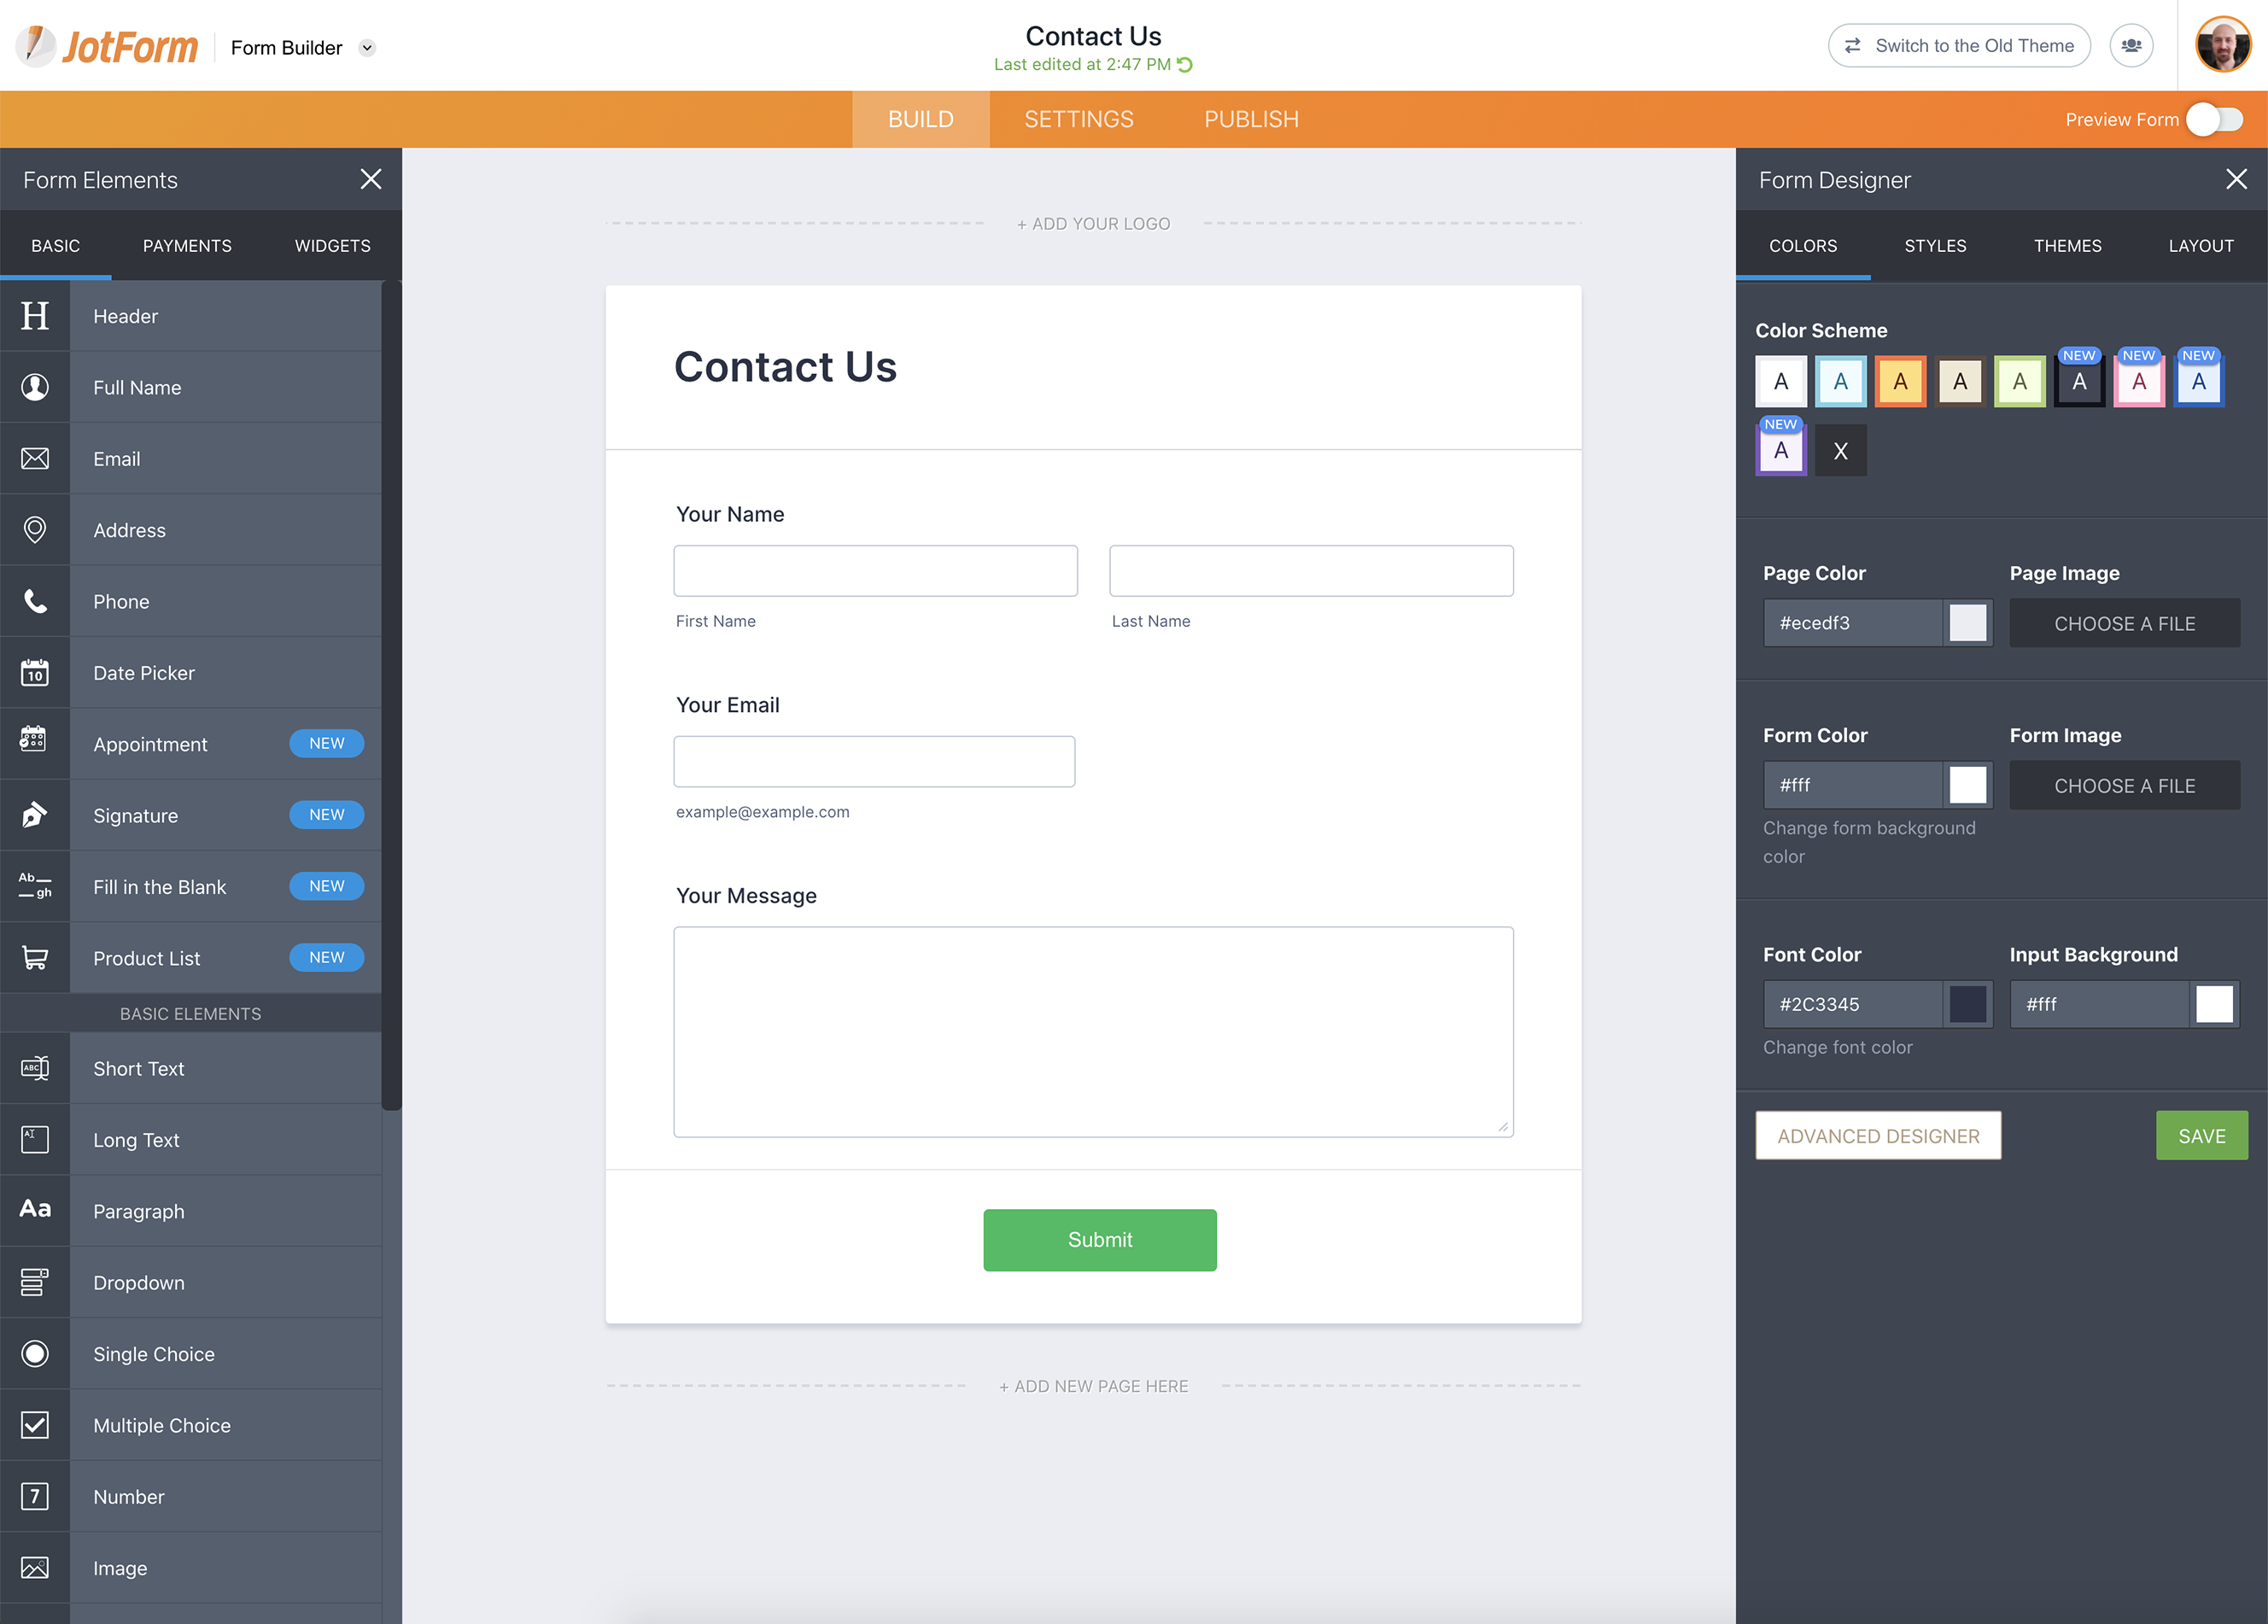 JotForm
Form Builder
Contact Us
Last edited at 2:47 PM
Switch to the Old Theme
BUILD
SETTINGS
PUBLISH
Preview Form
Form Elements
BASIC
PAYMENTS
WIDGETS
H
Header
Full Name
Email
Address
Phone
10
Date Picker
Appointment
NEW
Signature
NEW
Ab
gh
Fill in the Blank
NEW
Product List
NEW
BASIC ELEMENTS
ABC
Short Text
A
Long Text
Aa
Paragraph
Dropdown
Single Choice
Multiple Choice
7
Number
Image
+ ADD YOUR LOGO
Contact Us
Your Name
First Name
Last Name
Your Email
example@example.com
Your Message
Submit
+ ADD NEW PAGE HERE
Form Designer
COLORS
STYLES
THEMES
LAYOUT
Color Scheme
NEW NEW NEW
A A A A A A A A
NEW
A X
Page Color
Page Image
#ecedf3
CHOOSE A FILE
Form Color
Form Image
#fff
CHOOSE A FILE
Change form background
color
Font Color
Input Background
#2C3345
#fff
Change font color
ADVANCED DESIGNER
SAVE